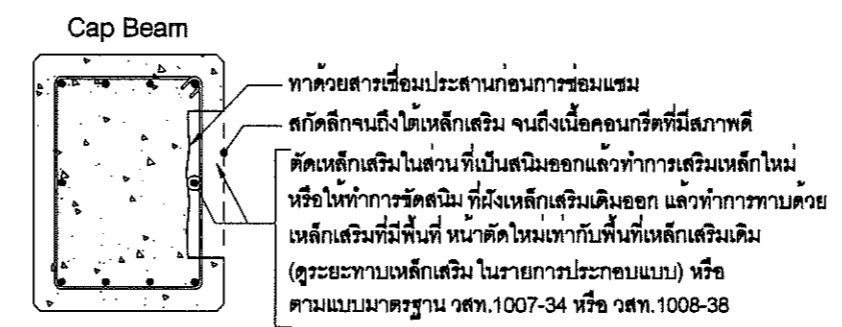 Cap Beam
ทาด้วยสารเชื่อมประสานก่อนการซ่อมแซม
สกัดลึกจนถึงใต้เหล็กเสริม จนถึงเนื้อคอนกรีตที่มีสภาพดี
ตัดเหล็กเสริมในส่วนที่เป็นสนิมออกแล้วทำการเสริมเหล็กใหม่
หรือให้ทำการขัดสนิม ที่ฝังเหล็กเสริมเดิมออก แล้วทำการทาบด้วย
เหล็กเสริมที่มีพื้นที่ หน้าตัดใหม่เท่ากับพื้นที่เหล็กเสริมเดิม
(ดูระยะทาบเหล็กเสริม ในรายการประกอบแบบ) หรือ
ตามแบบมาตรฐาน วสท.1007-34 หรือ วสท.1008-38